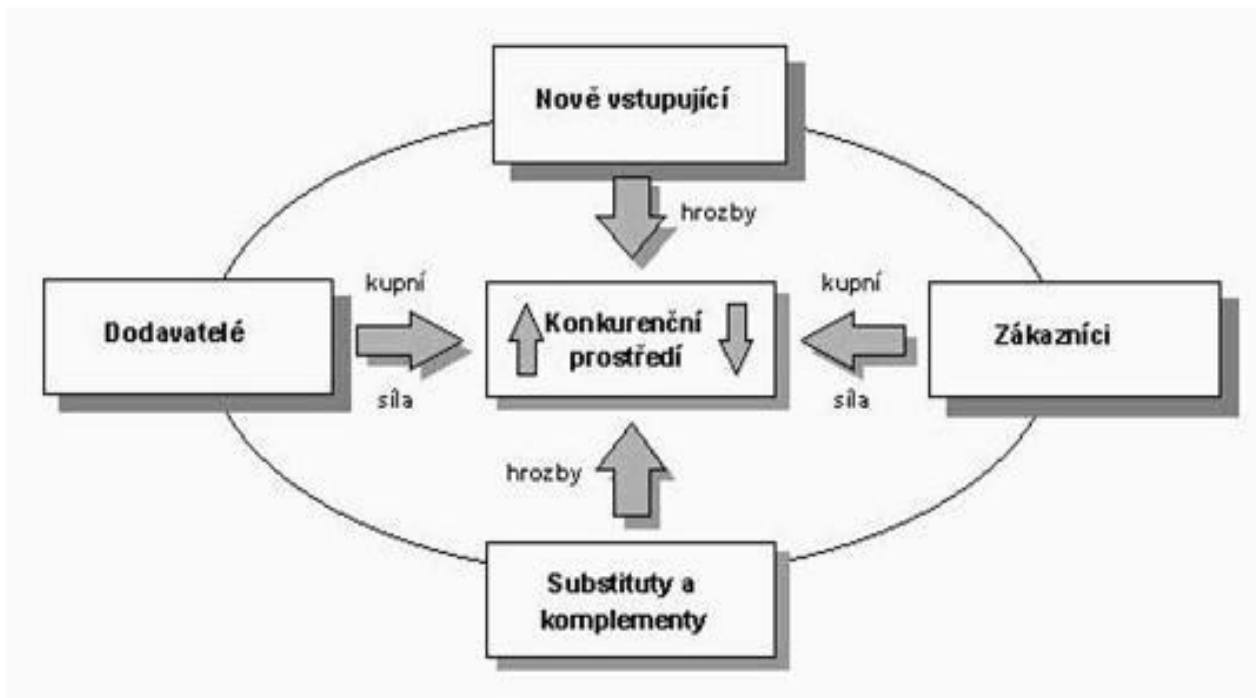 Nově vstupující
hrozby
kupní
kupní
Dodavatelé
Konkurenční
prostředí
Zákazníci
síla
síla
hrozby
Substituty a
komplementy